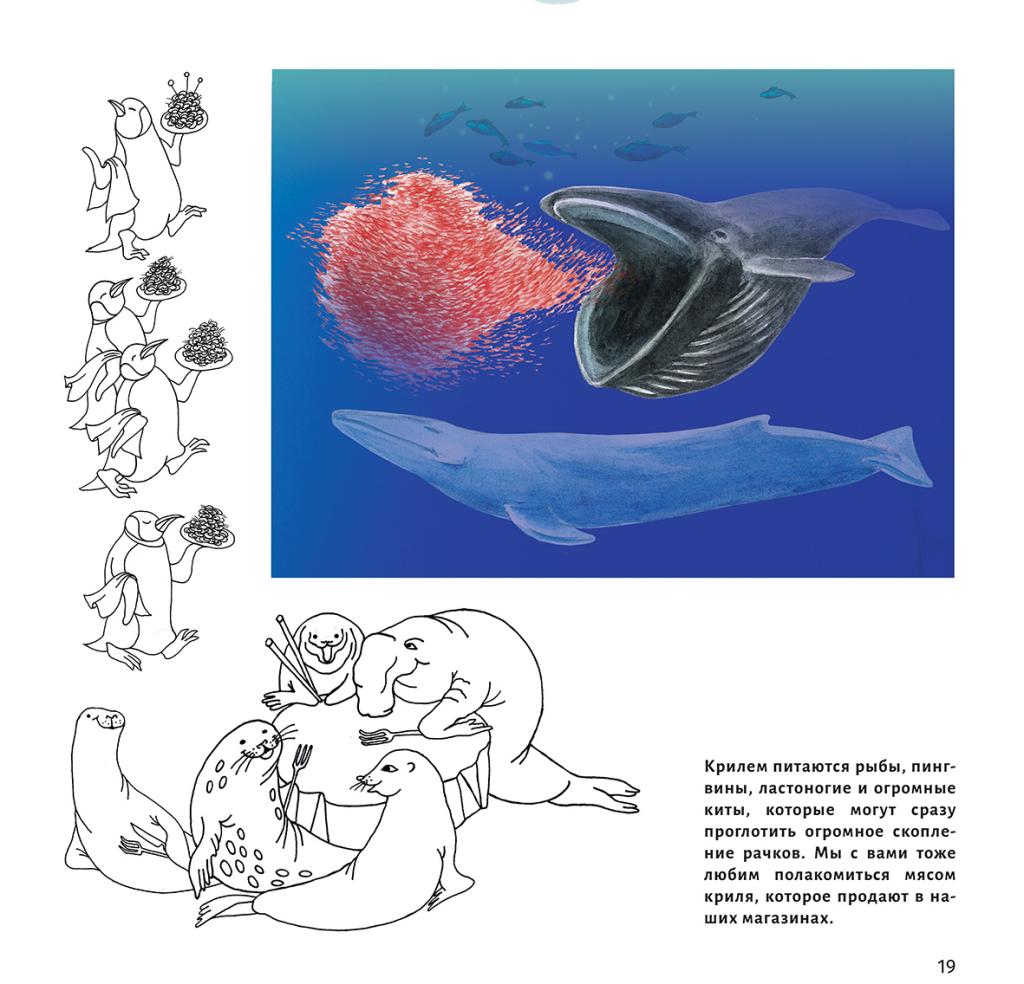 Крилем питаются рыбы, пинг-
вины, ластоногие и огромные
киты, которые могут сразу
проглотить огромное скопле-
ние рачков. Мы с вами тоже
любим полакомиться мясом
криля, которое продают в на-
ших магазинах.
19